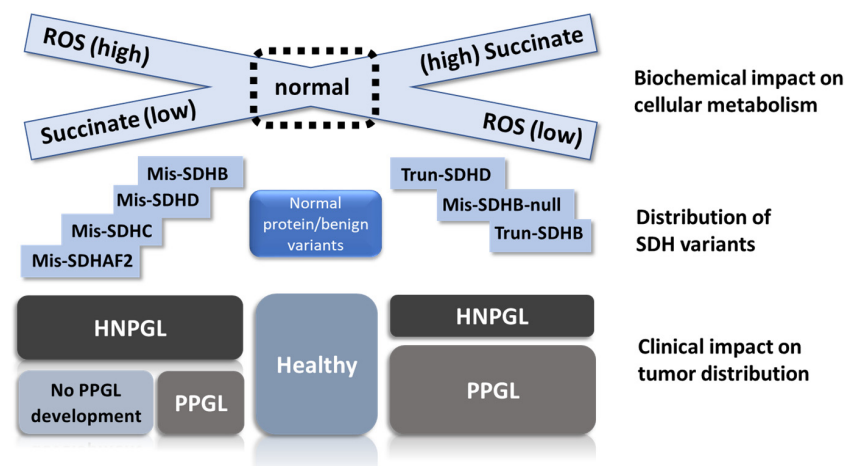 ROS (high)
(high) Succinate
normal
Succinate (low)
ROS (low)
Biochemical impact on
cellular metabolism
Mis-SDHB
Mis-SDHD
Mis-SDHC
Mis-SDHAF2
Normal
protein/benign
variants
Trun-SDHD
Mis-SDHB-null
Trun-SDHB
Distribution of
SDH variants
HNPGL
No PPGL
development
PPGL
Healthy
HNPGL
PPGL
Clinical impact on
tumor distribution